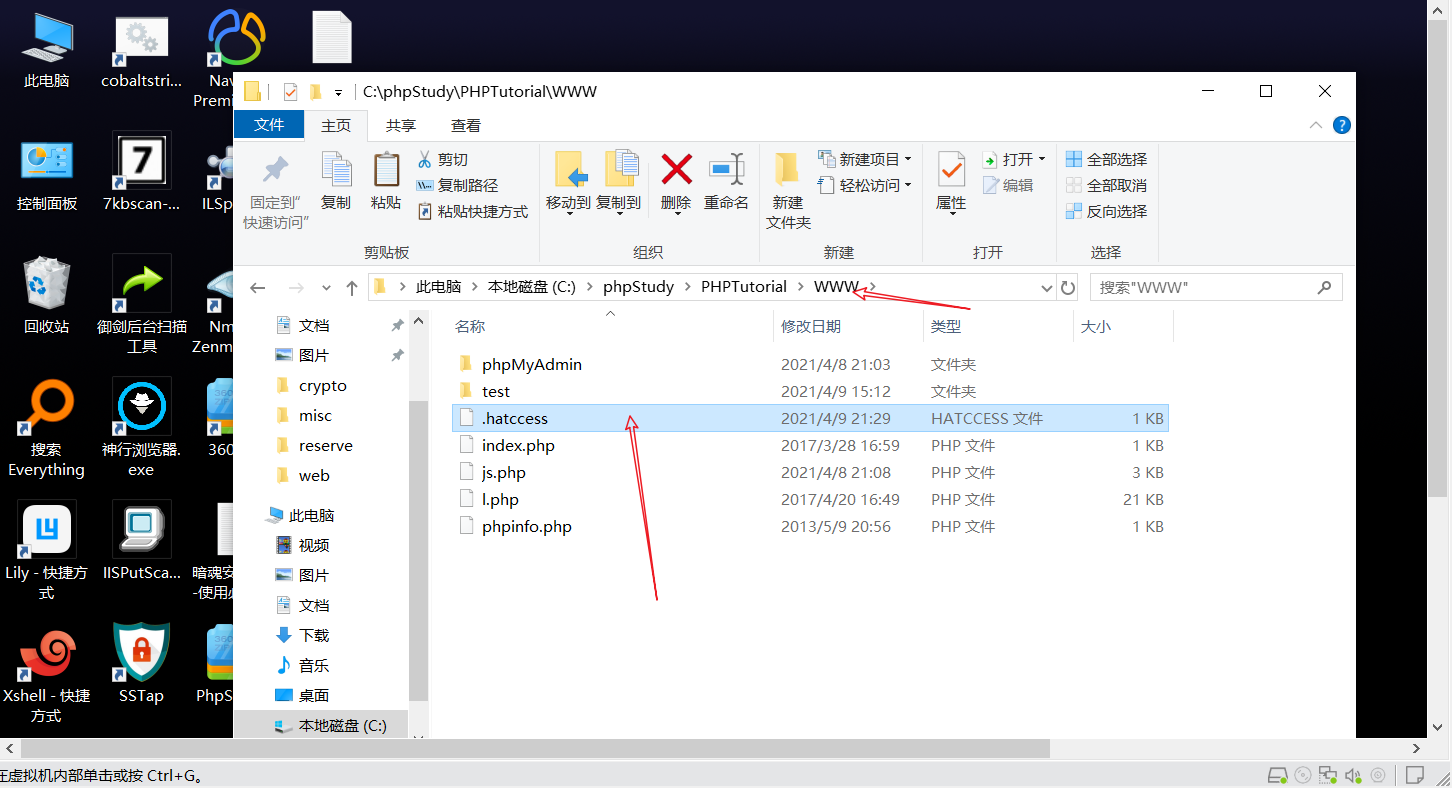 此电脑
cobaltstri...
Nav
Premi
控制面板
7
7kbscan-...
ILSp
回收站
御剑后台扫描
工具
Nm
Zenm
搜索
Everything
神行浏览器.
exe
360
Lily - 快捷方
式
IISPutSca...
暗魂安
-使用必
Xshell - 快捷
方式
SSTap
PhpS
C:\phpStudy\PHPTutorial\WWW
文件
主页
共享
查看
固定到"
快速访问"
复制
粘贴
剪切
复制路径
粘贴快捷方式
剪贴板
移动到
复制到
删除
重命名
组织
新建
文件夹
新建项目
轻松访问
新建
属性
打开
编辑
打开
全部选择
全部取消
反向选择
选择
此电脑 > 本地磁盘 (C:) > phpStudy > PHPTutorial > WWW >
搜索"WWW"
文档
图片
crypto
misc
reserve
web
此电脑
视频
图片
文档
下载
音乐
桌面
本地磁盘 (C:)
名称 修改日期 类型 大小
phpMyAdmin 2021/4/8 21:03 文件夹
test 2021/4/9 15:12 文件夹
.hatccess 2021/4/9 21:29 HATCCESS 文件 1 KB
index.php 2017/3/28 16:59 PHP 文件 1 KB
js.php 2021/4/8 21:08 PHP 文件 3 KB
l.php 2017/4/20 16:49 PHP 文件 21 KB
phpinfo.php 2013/5/9 20:56 PHP 文件 1 KB
在虚拟机内部单击或按 Ctrl+G。